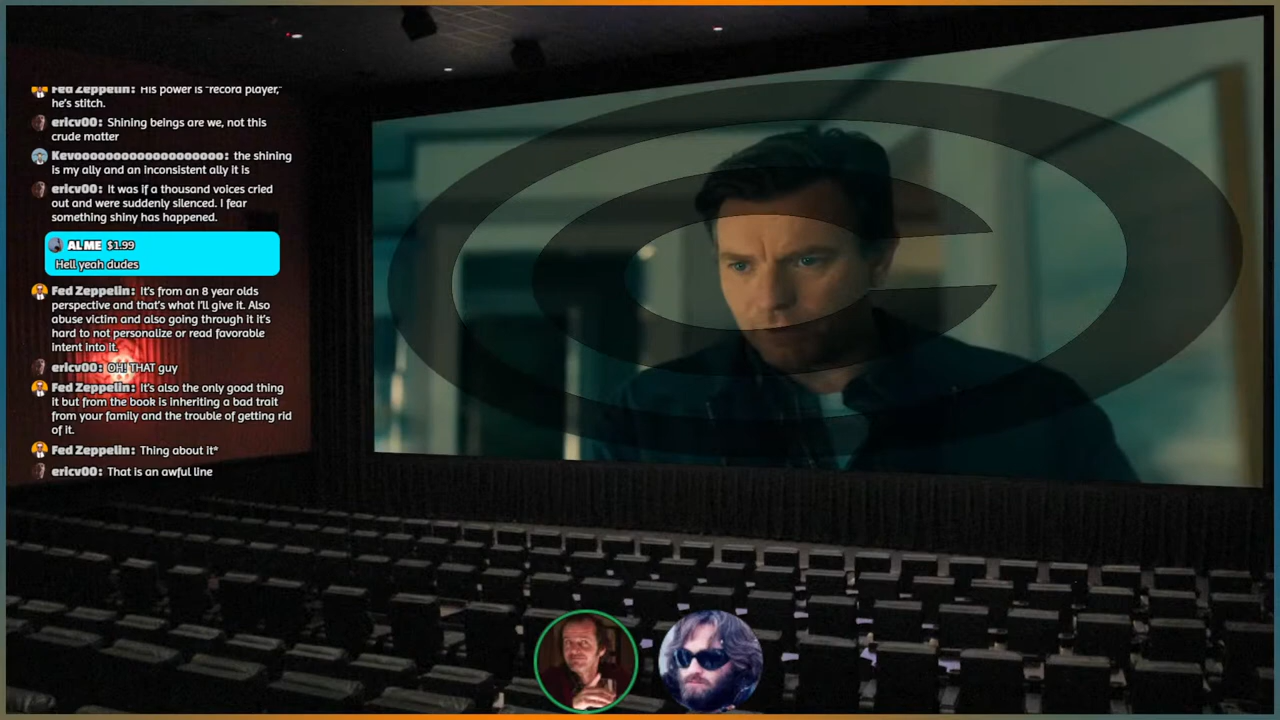 Fed Zeppelin: His power is "record player,"
he's stitch.
ericv00: Shining beings are we, not this
crude matter
Kevooooooooooooooooooo: the shining
is my ally and an inconsistent ally it is
ericv00: It was if a thousand voices cried
out and were suddenly silenced. I fear
something shiny has happened.
AL ME $1.99
Hell yeah dudes
Fed Zeppelin: It's from an 8 year olds
perspective and that's what I'll give it. Also
abuse victim and also going through it it's
hard to not personalize or read favorable
intent into it.
ericv00: OH! THAT guy
Fed Zeppelin: It's also the only good thing
it but from the book is inheriting a bad trait
from your family and the trouble of getting rid
of it.
Fed Zeppelin: Thing about it*
ericv00: That is an awful line